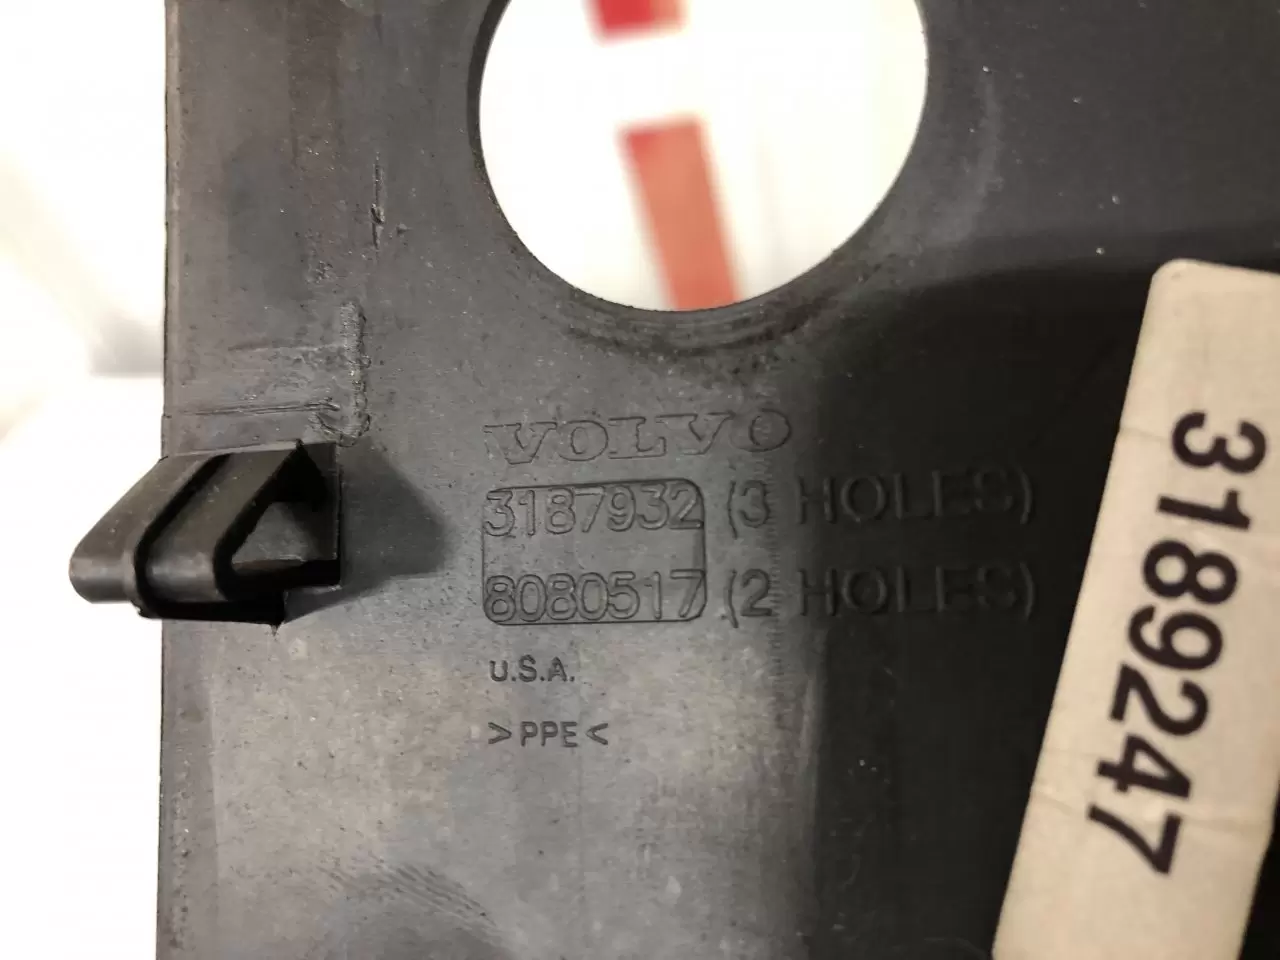 VOLVO
3187932 (3 HOLES)
8080517 (2 HOLES)
U.S.A.
>PPE<
3189247